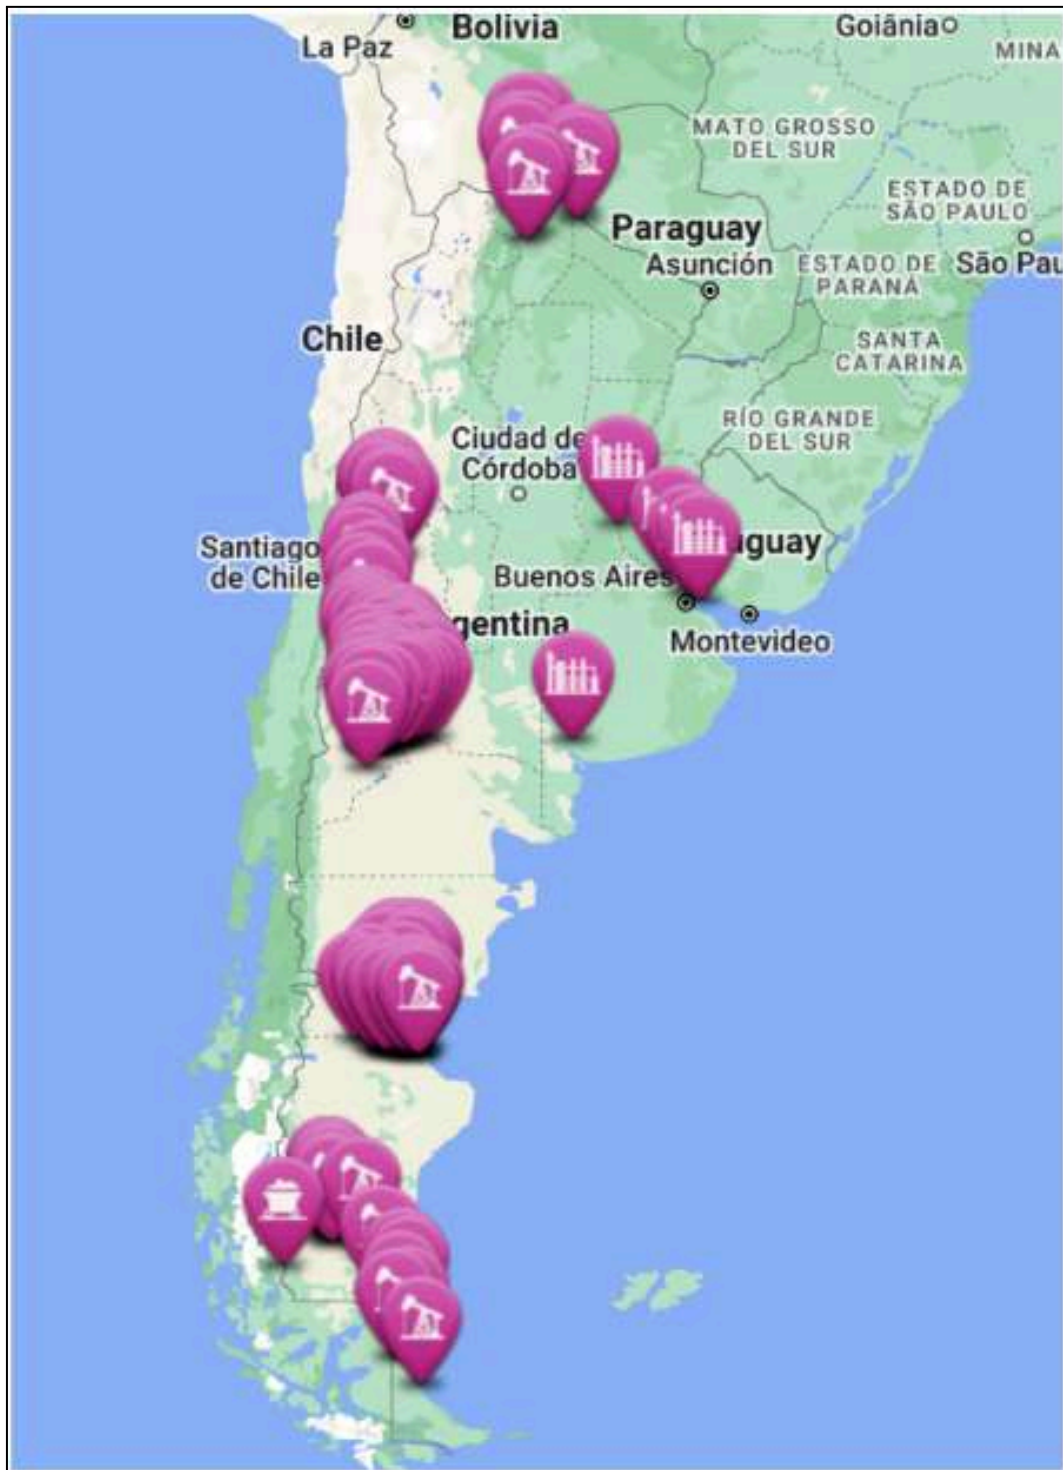 Bolivia
La Paz
Goiânia
MINA
MATO GROSSO
DEL SUR
ESTADO DE
SÃO PAULO
Paraguay
Asunción
ESTADO DE
PARANÁ
São Pau
Chile
SANTA
CATARINA
Ciudad de
Córdoba
RÍO GRANDE
DEL SUR
Santiago
de Chile
Buenos Aires
aguay
gentina
Montevideo